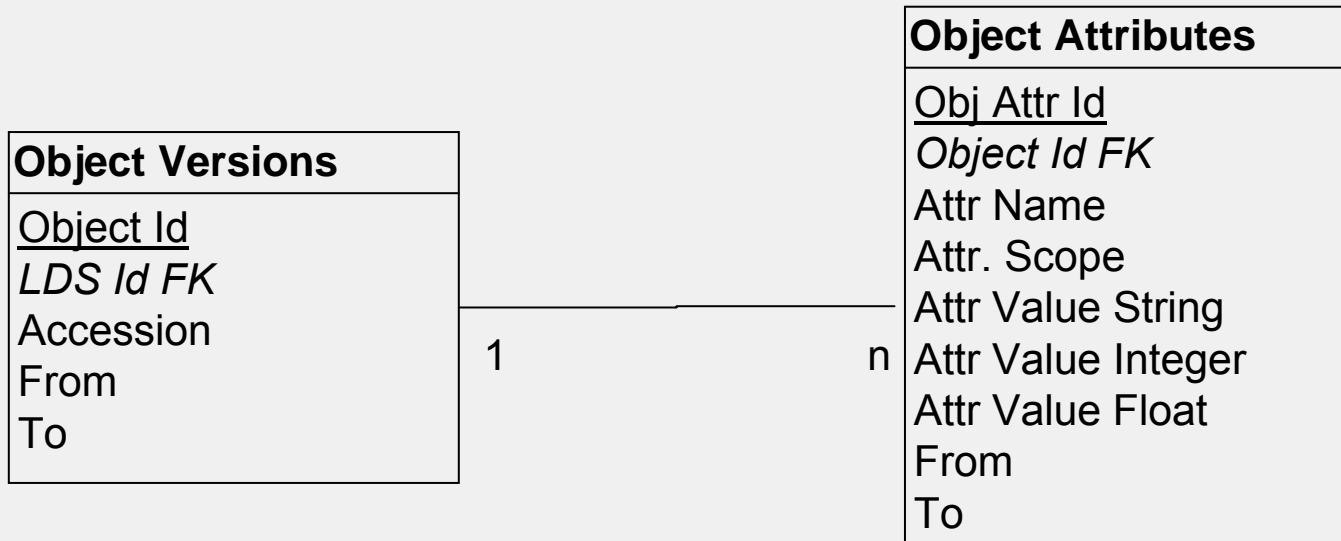 Object Versions
Object Id
LDS Id FK
Accession
From
To
1
n
Object Attributes
Obj Attr Id
Object Id FK
Attr Name
Attr. Scope
Attr Value String
Attr Value Integer
Attr Value Float
From
To